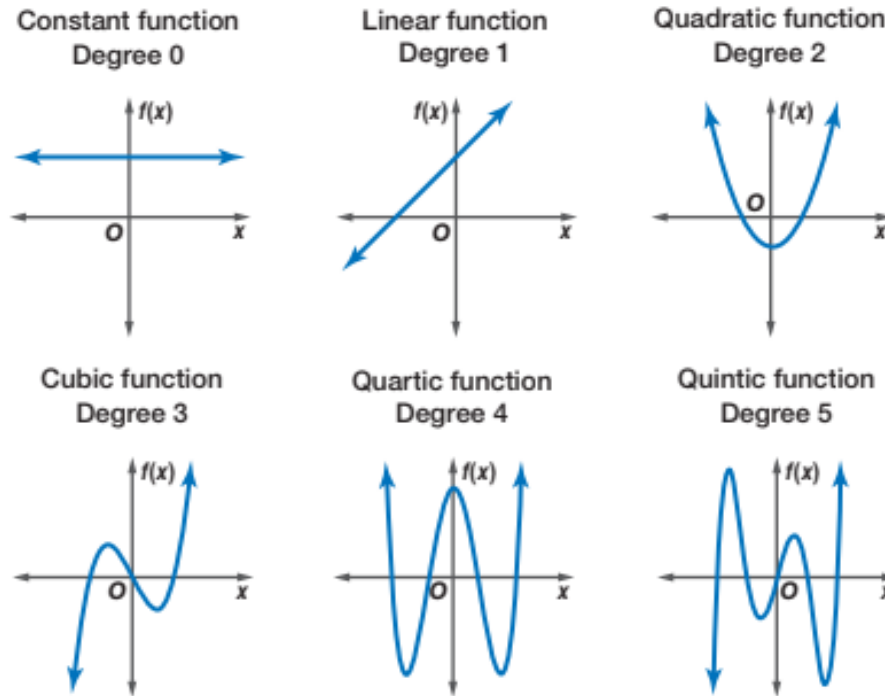 Constant function
Degree 0
Linear function
Degree 1
Quadratic function
Degree 2
f(x)
O
x
f(x)
O
x
f(x)
O
x
Cubic function
Degree 3
Quartic function
Degree 4
Quintic function
Degree 5
f(x)
O
x
f(x)
O
x
f(x)
O
x